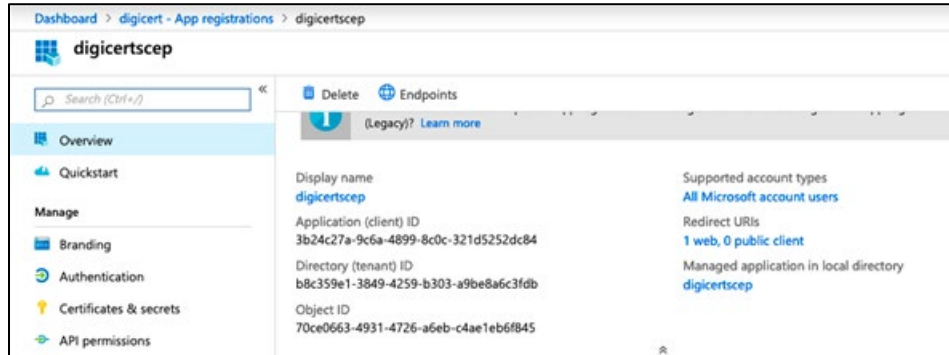 Dashboard > digicert - App registrations > digicertscep
digicertscep
Search (Ctrl+/)
«
Overview
Quickstart
Manage
Branding
Authentication
Certificates & secrets
API permissions
Delete
Endpoints
(Legacy)? Learn more
Display name
digicertscep
Application (client) ID
3b24c27a-9c6a-4899-8c0c-321d5252dc84
Directory (tenant) ID
b8c359e1-3849-4259-b303-a9be8a6c3fdb
Object ID
70ce0663-4931-4726-a6eb-c4ae1eb6f845
Supported account types
All Microsoft account users
Redirect URIs
1 web, 0 public client
Managed application in local directory
digicertscep